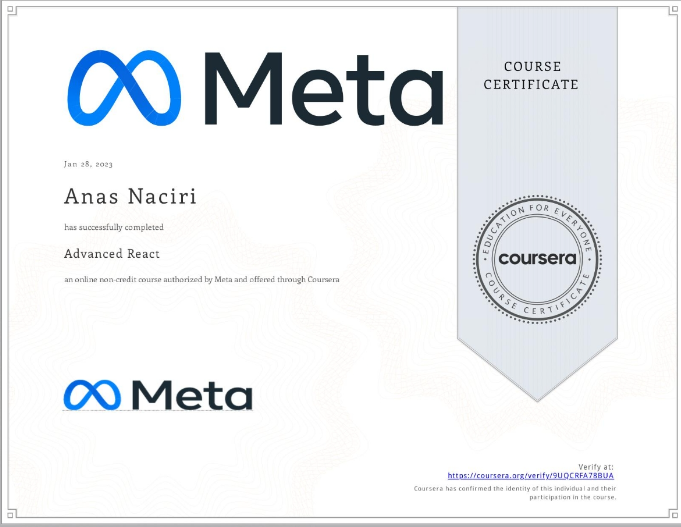 Meta
COURSE
CERTIFICATE
Jan 28, 2023
Anas Naciri
has successfully completed
Advanced React
an online non-credit course authorized by Meta and offered through Coursera
EDUCATION FOR EVERYONE
coursera
COURSE CERTIFICATE
Meta
Verify at:
https://coursera.org/verify/9UQCRFA78BUA
Coursera has confirmed the identity of this individual and their
participation in the course.